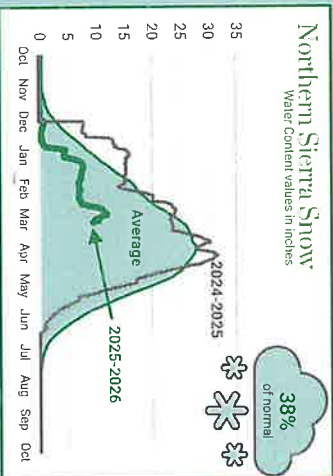 Northern Sierra Snow
Water Content values in inches
38%
of normal
35
30
25
20
15
10
5
0
2024-2025
Average
2025-2026
Oct Nov Dec Jan Feb Mar Apr May Jun Jul Aug Sep Oct